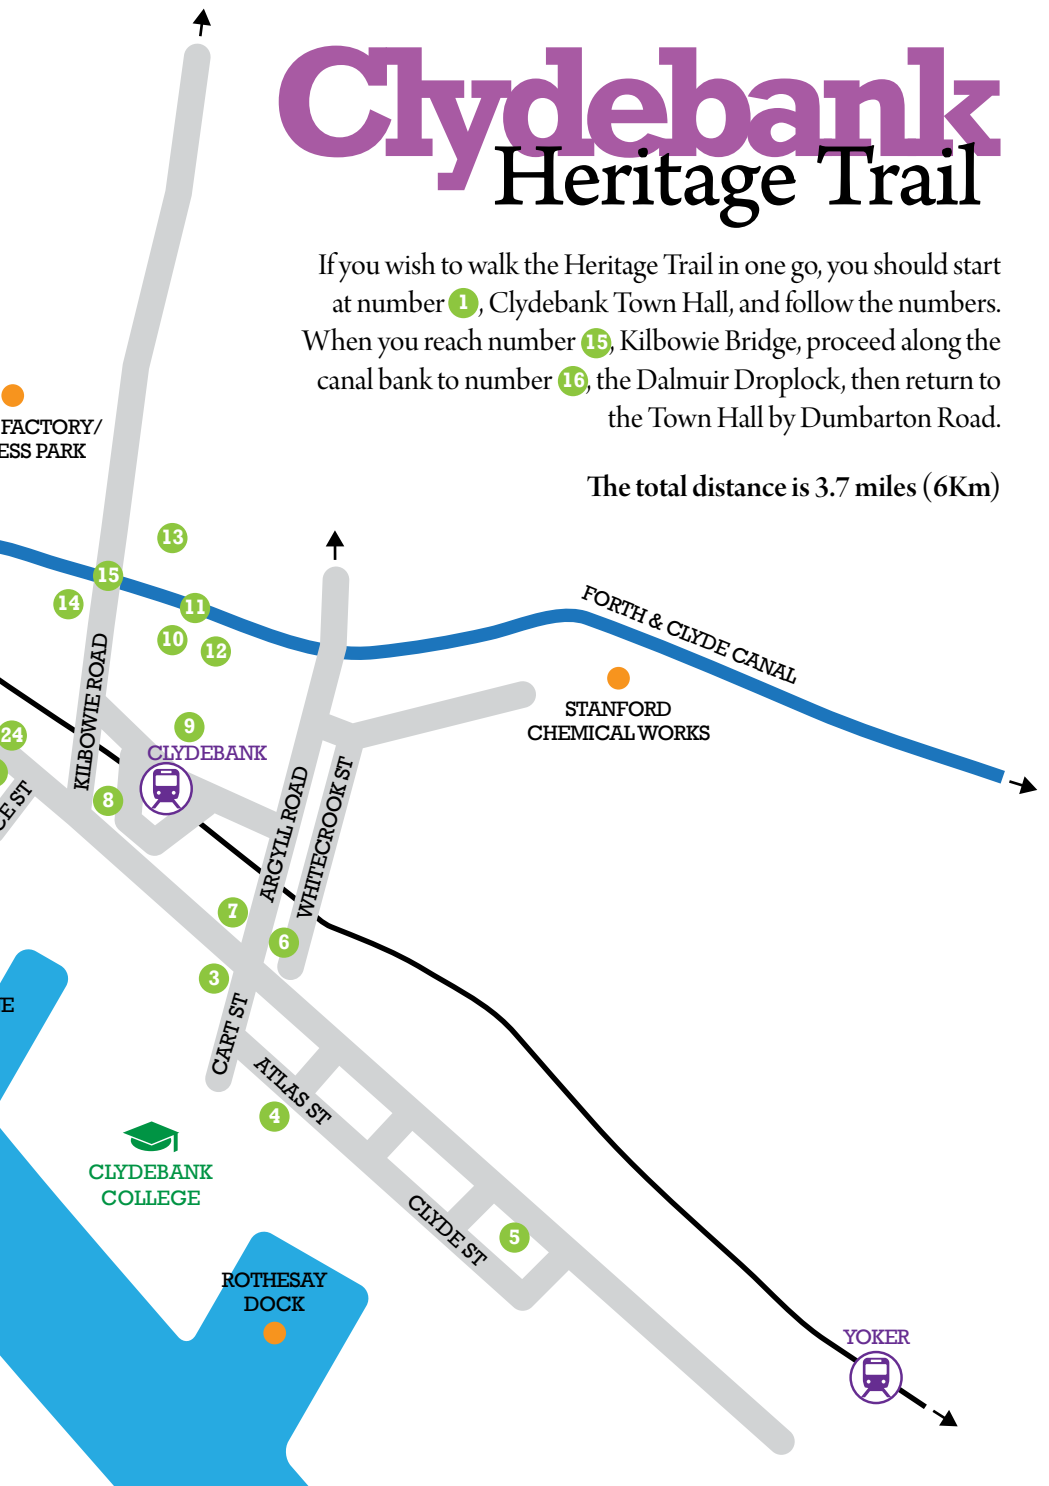 Clydebank
Heritage Trail
If you wish to walk the Heritage Trail in one go, you should start
at number 1, Clydebank Town Hall, and follow the numbers.
When you reach number 15, Kilbowie Bridge, proceed along the
canal bank to number 16, the Dalmuir Droplock, then return to
the Town Hall by Dumbarton Road.
The total distance is 3.7 miles (6Km)
FACTORY/
ESS PARK
13
15
14
11
10
12
FORTH & CLYDE CANAL
KILBOWIE ROAD
STANFORD
CHEMICAL WORKS
24
9
CLYDEBANK
8
CE ST
ARGYLL ROAD
WHITECROOK ST
7
6
3
E
CART ST
ATLAS ST
4
CLYDEBANK
COLLEGE
CLYDE ST
5
ROTHESAY
DOCK
YOKER